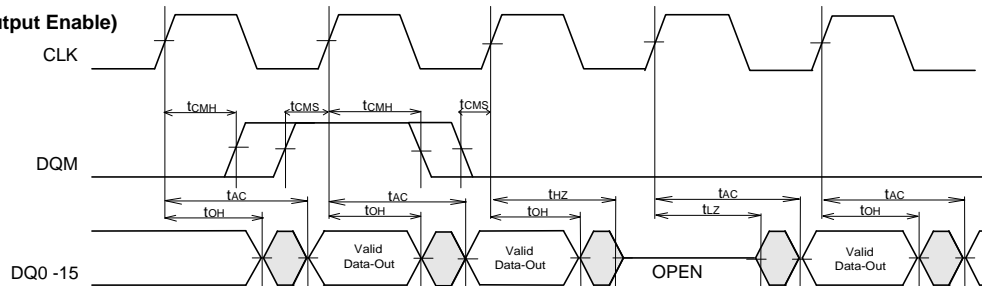 tput Enable)
CLK
tCMH tCMS tCMH tCMS
DQM
tAC tAC tHZ tAC tAC
tOH tOH tOH tLZ tOH
Valid Data-Out
Valid Data-Out
OPEN
Valid Data-Out
DQ0 -15